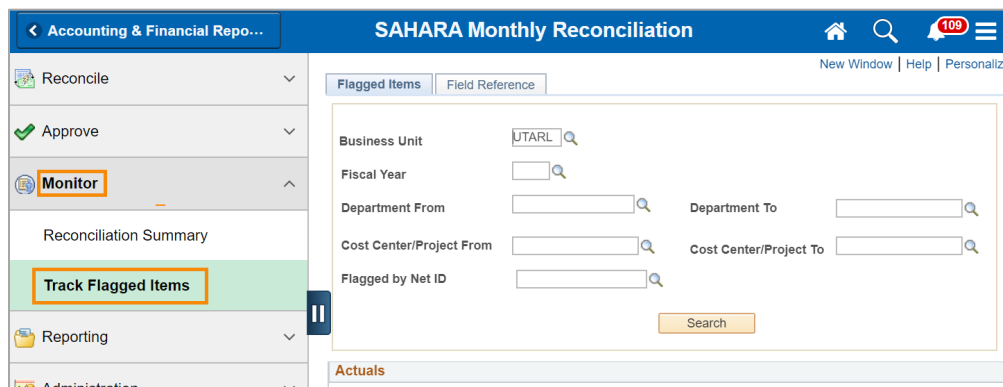 Accounting & Financial Repo...
SAHARA Monthly Reconciliation
109
New Window | Help | Personaliz
Reconcile
Approve
Monitor
Reconciliation Summary
Track Flagged Items
Reporting
Administration
Flagged Items
Field Reference
Business Unit
UTARL
Fiscal Year
Department From
Department To
Cost Center/Project From
Cost Center/Project To
Flagged by Net ID
Search
Actuals